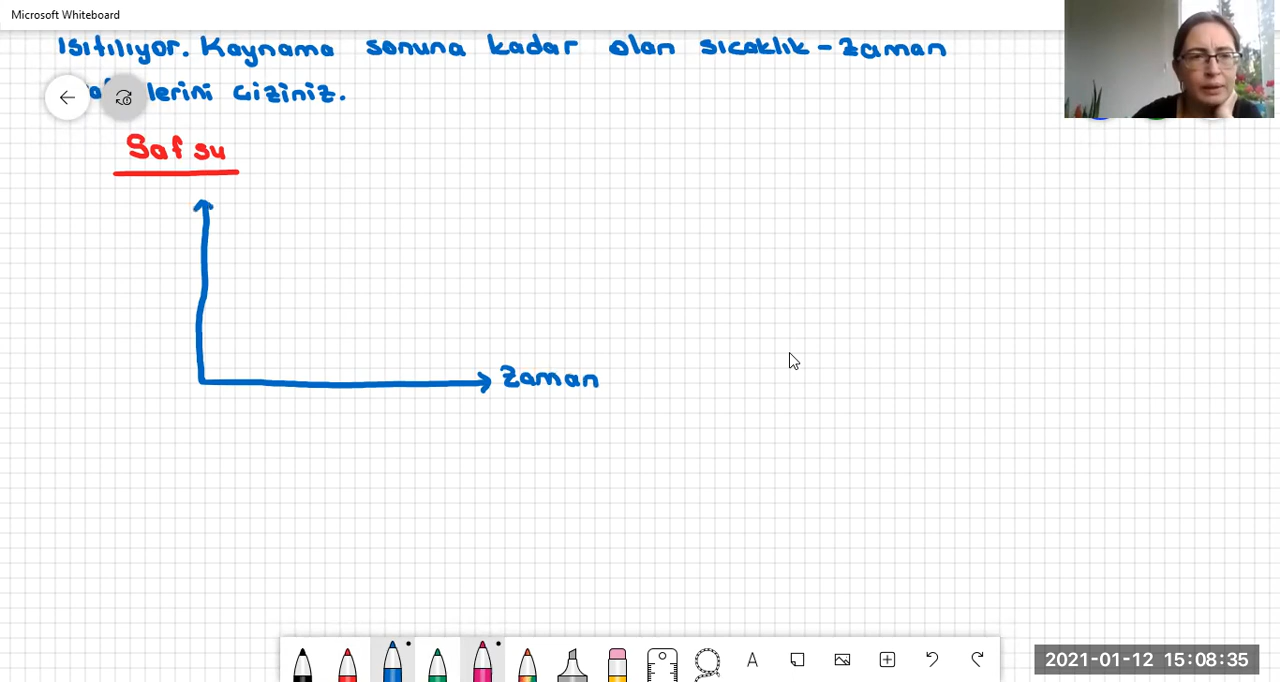 Microsoft Whiteboard
ısıtılıyor. Kaynama sonuna kadar olan sıcaklık - zaman
çiziniz.
Saf su
Zaman
2021-01-12 15:08:35